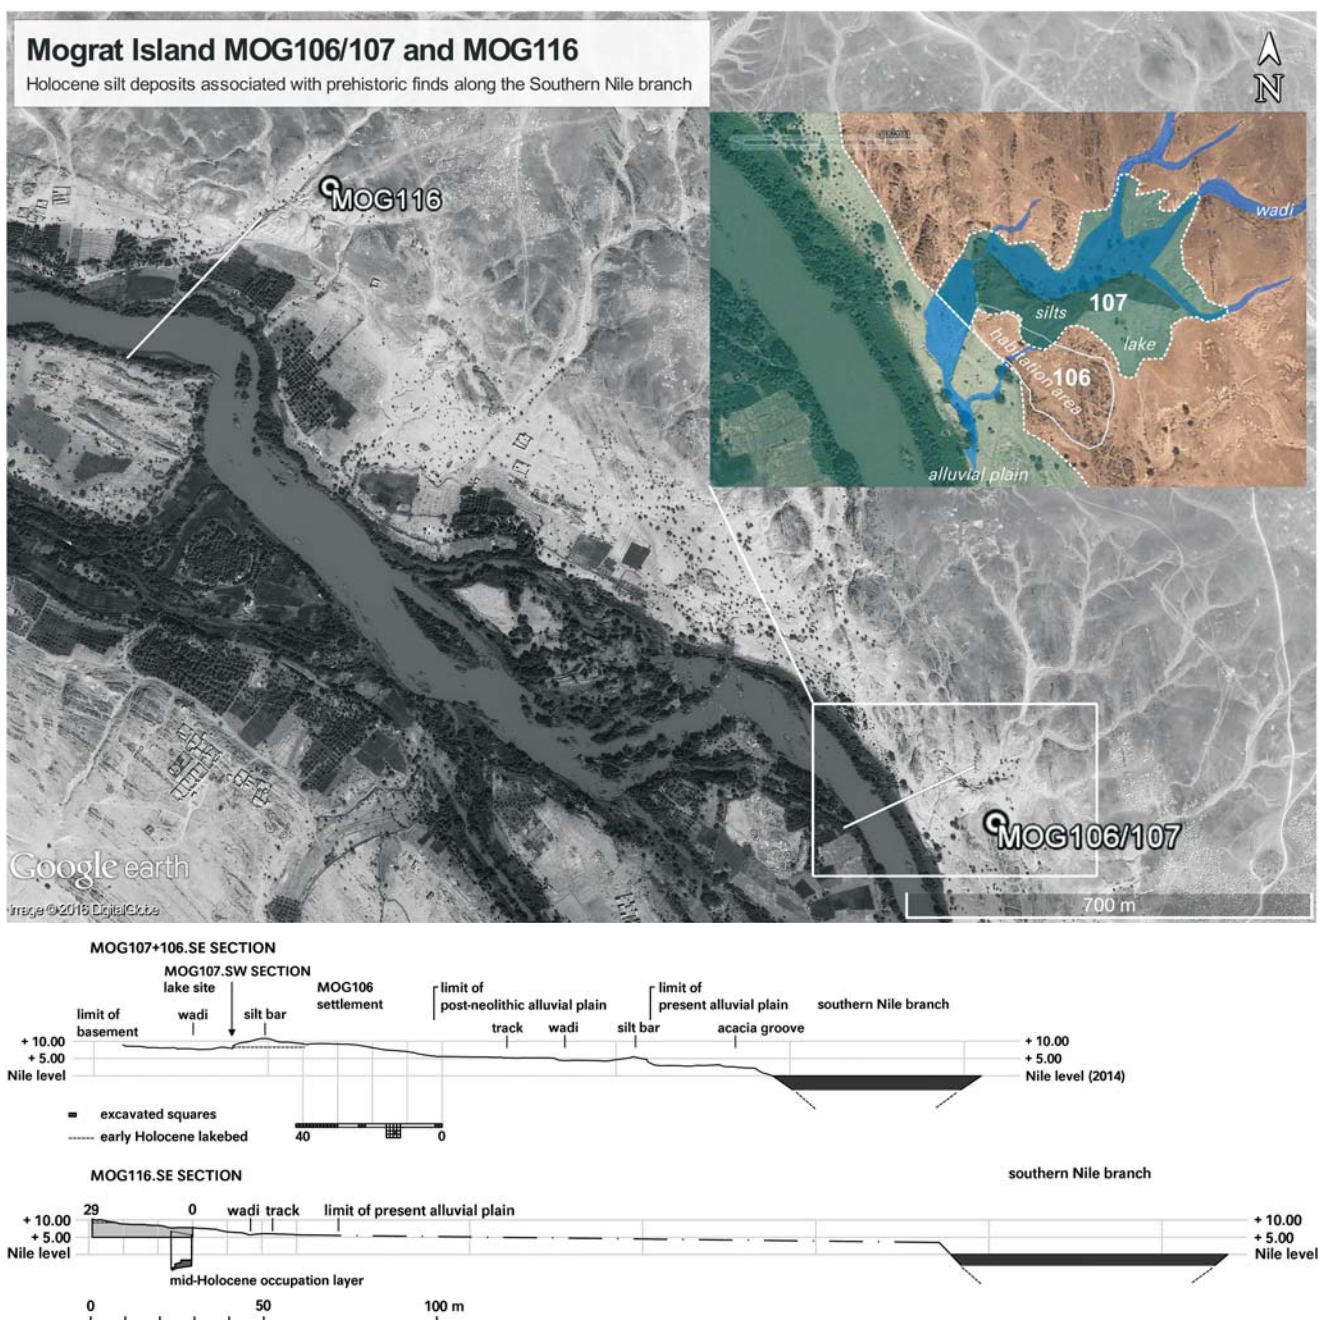 Mograt Island MOG106/107 and MOG116
Holocene silt deposits associated with prehistoric finds along the Southern Nile branch
N
MOG116
wadi
107
silts
lake
habitation area
106
alluvial plain
MOG106/107
Google earth
Image © 2016 DigitalGlobe
700 m
MOG107+106.SE SECTION
MOG107.SW SECTION
lake site
MOG106
settlement
limit of
post-neolithic alluvial plain
limit of
present alluvial plain
southern Nile branch
limit of
basement
wadi
silt bar
track
wadi
silt bar
acacia groove
+ 10.00
+ 10.00
+ 5.00
+ 5.00
Nile level
Nile level (2014)
excavated squares
early Holocene lakebed
40
0
MOG116.SE SECTION
southern Nile branch
29
0
wadi
track
limit of present alluvial plain
+ 10.00
+ 10.00
+ 5.00
+ 5.00
Nile level
Nile level
mid-Holocene occupation layer
0
50
100 m